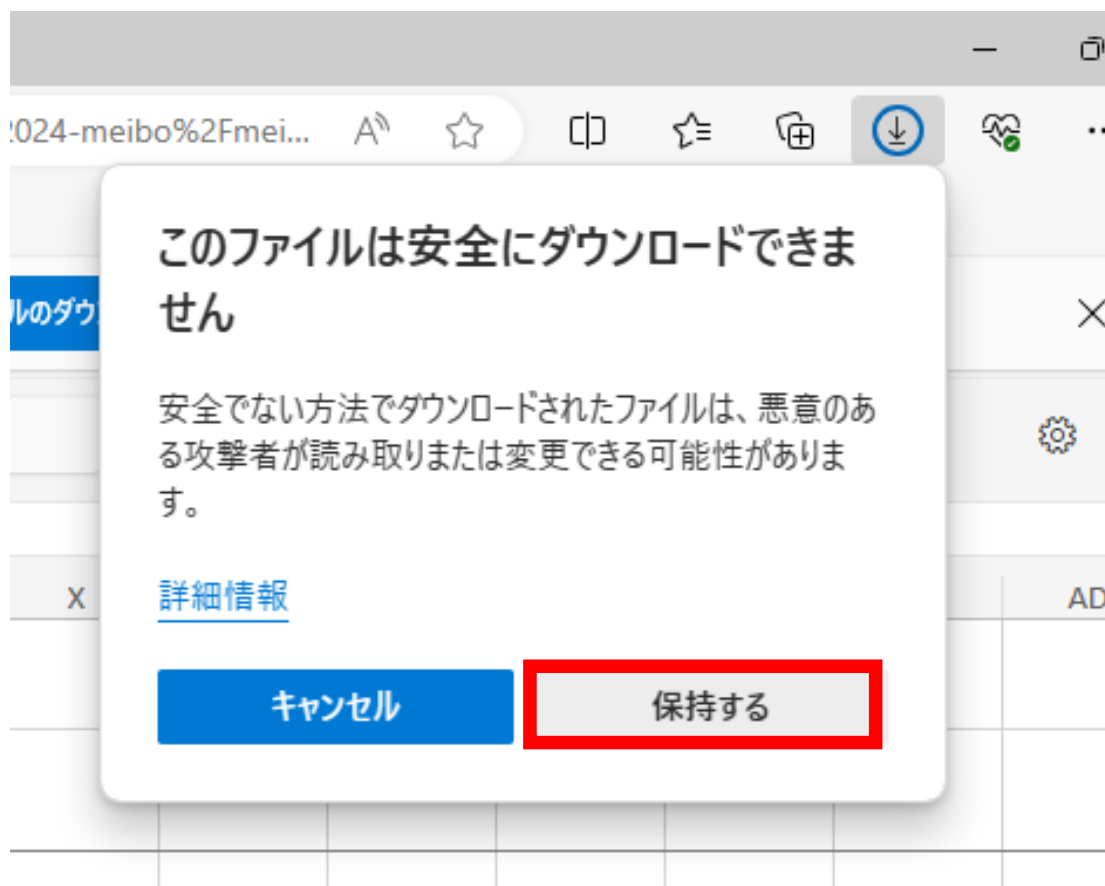 2024-meibo%2Fmei...
このファイルは安全にダウンロードできま
せん
ルのダウ
安全でない方法でダウンロードされたファイルは、悪意のあ
る攻撃者が読み取りまたは変更できる可能性がありま
す。
詳細情報
X
AD
キャンセル
保持する